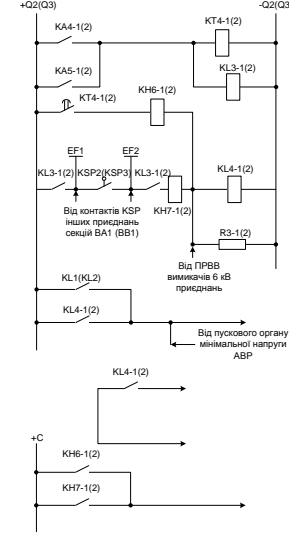 +Q2(Q3)
-Q2(Q3)
KA4-1(2)
KT4-1(2)
KA5-1(2)
KL3-1(2)
KT4-1(2)
KH6-1(2)
EF1
EF2
KL3-1(2)
KSP2(KSP3)
KL3-1(2)
KL4-1(2)
KH7-1(2)
Від контактів KSP
інших приєднань
секцій ВА1 (ВВ1)
R3-1(2)
Від ПРВВ
вимикачів 6 кВ
приєднань
KL1(KL2)
KL4-1(2)
Від пускового органу
мінімальної напруги
АВР
KL4-1(2)
+C
KH6-1(2)
KH7-1(2)